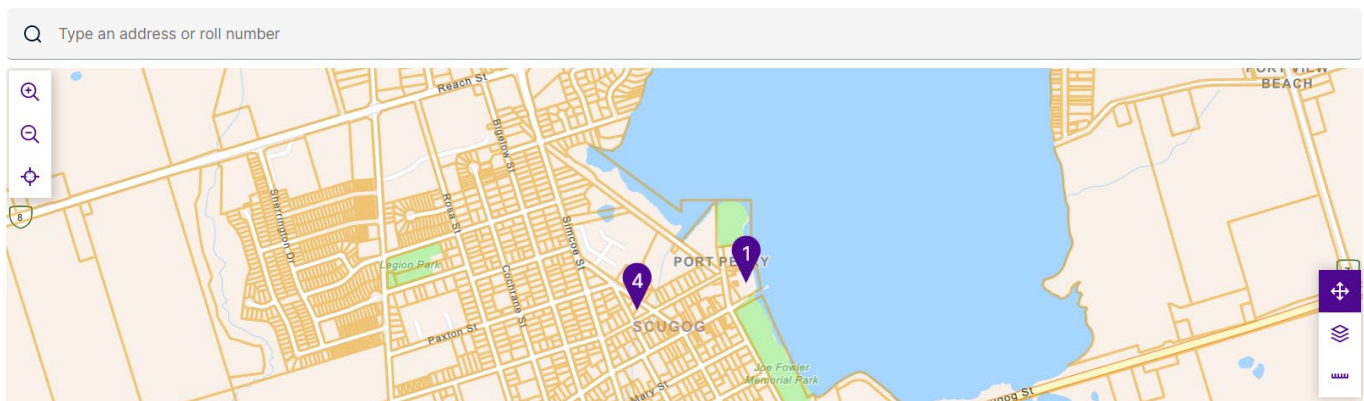 Type an address or roll number
PORT VIEW
BEACH
Reach St
Bigelow St
8
Sherrington Dr
Rosa St
Simcoe St
Legion Park
PORT PERRY
1
4
Cochrane St
SCUGOG
Paxton St
Joe Fowler
Memorial Park
Mary St
ugog St